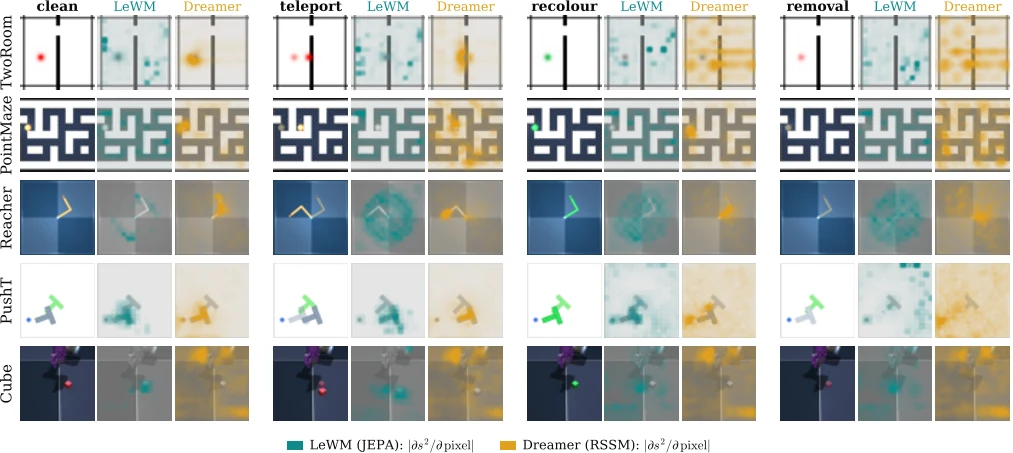 clean LeWM Dreamer teleport LeWM Dreamer recolour LeWM Dreamer removal LeWM Dreamer
TwoRoom
PointMaze
Reacher
PushT
Cube
LeWM (JEPA): |∂s²/∂pixel| Dreamer (RSSM): |∂s²/∂pixel|